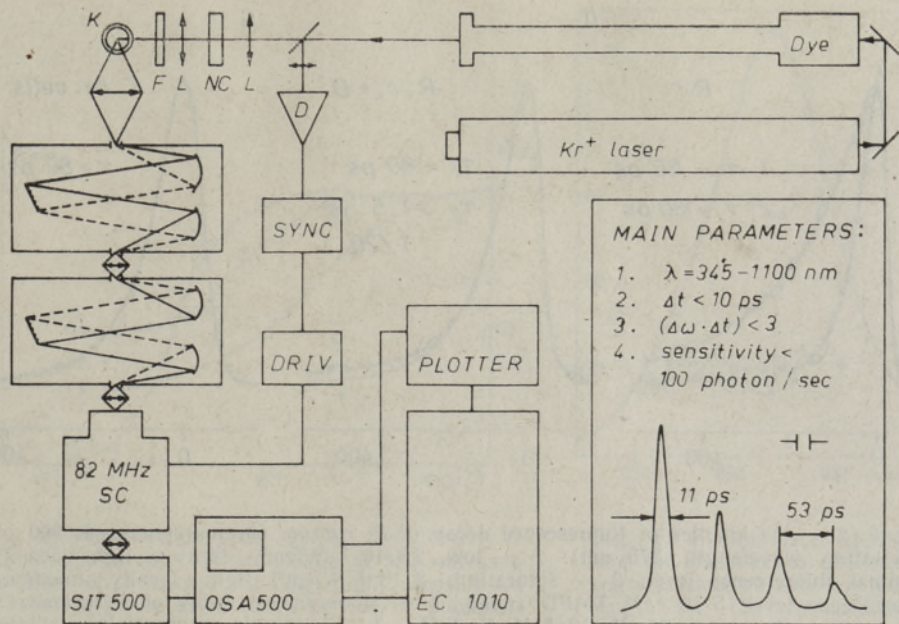 K
F L NC L
D
Dye
Kr⁺ laser
SYNC
DRIV
PLOTTER
82 MHz
SC
SIT 500
OSA 500
EC 1010
MAIN PARAMETERS:
1. λ=345-1100 nm
2. Δt < 10 ps
3. (Δω·Δt) < 3
4. sensitivity <
100 photon / sec
11 ps
53 ps